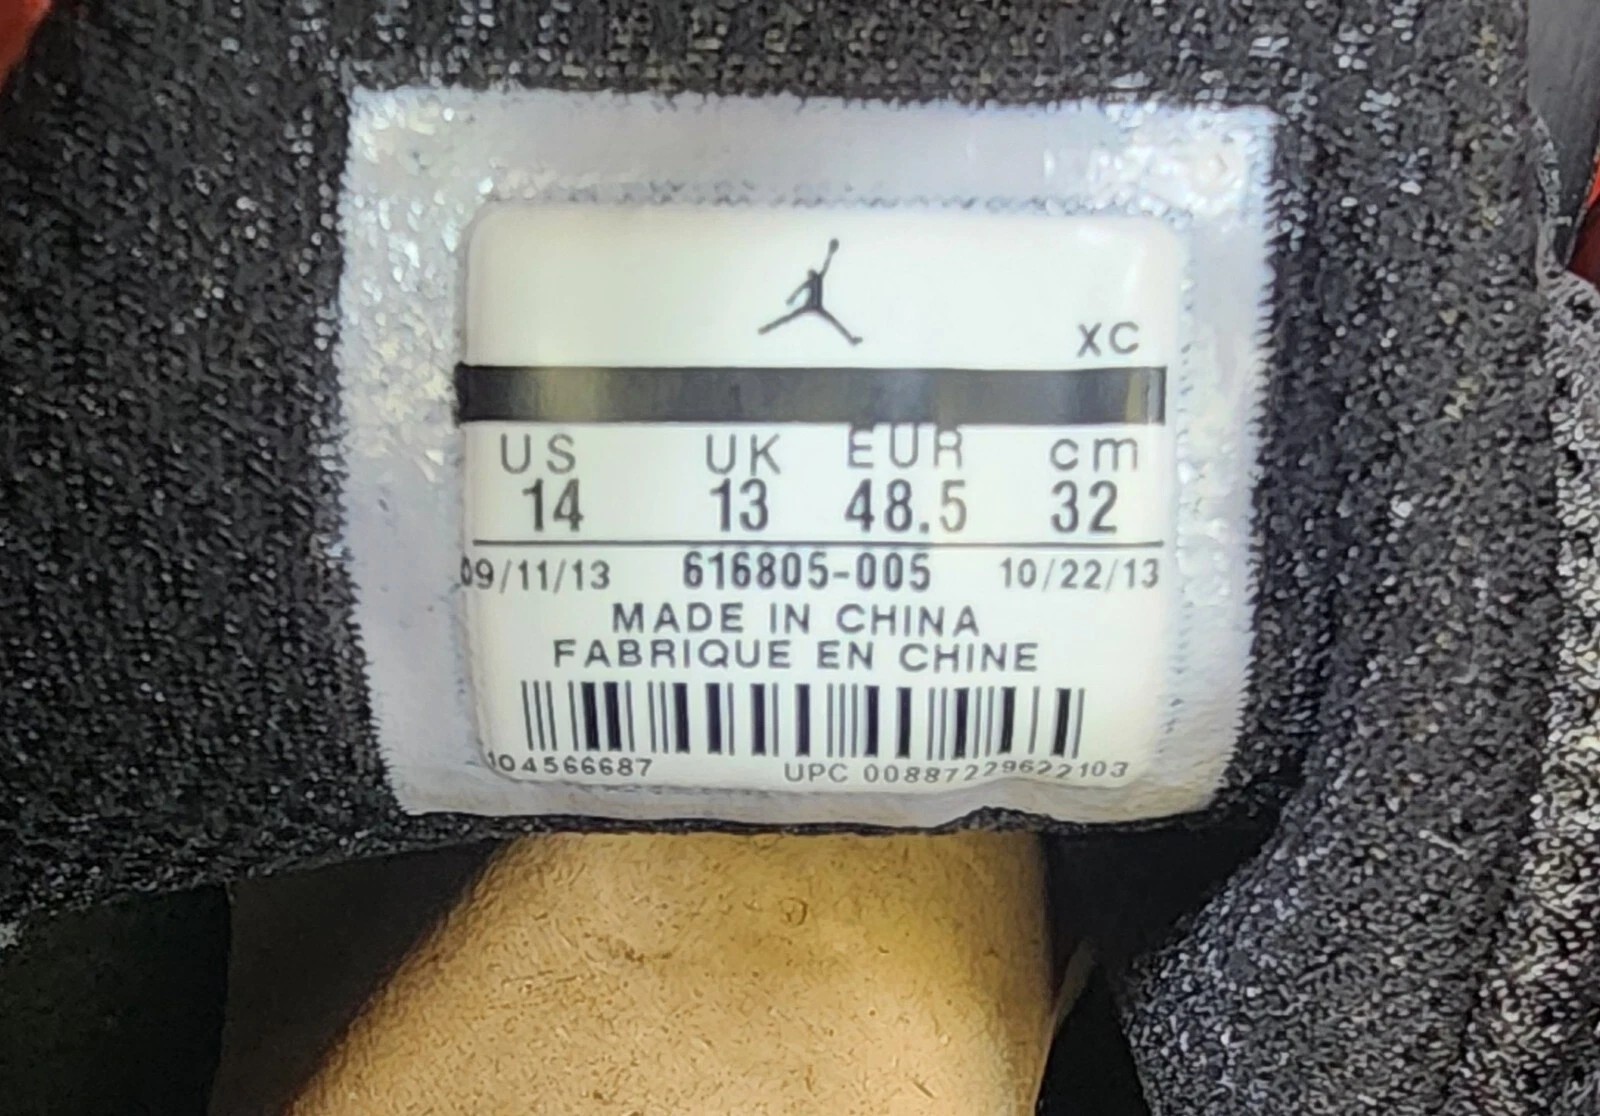 XC
US UK EUR cm
14 13 48.5 32
09/11/13 616805-005 10/22/13
MADE IN CHINA
FABRIQUE EN CHINE
104566687 UPC 00887229622103